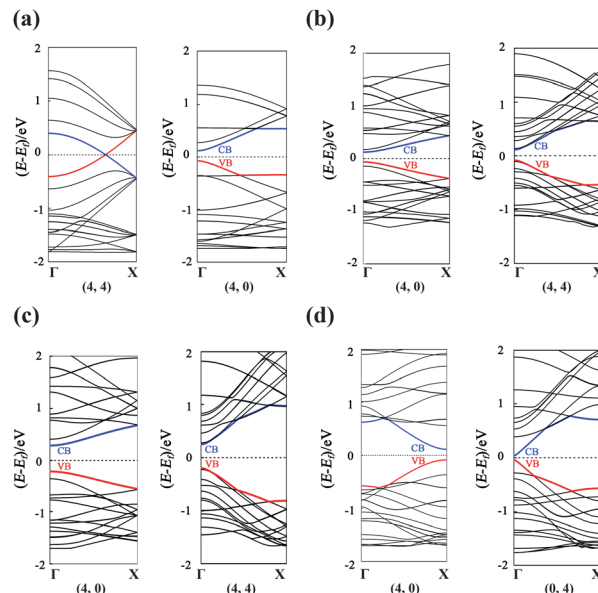 (a)
(b)
2
1
0
-1
-2
(E-E_f)/eV
Γ
X
(4, 4)
2
1
0
-1
-2
(E-E_f)/eV
CB
VB
Γ
X
(4, 0)
2
1
0
-1
-2
(E-E_f)/eV
CB
VB
Γ
X
(4, 0)
2
1
0
-1
-2
(E-E_f)/eV
CB
VB
Γ
X
(4, 4)
(c)
(d)
2
1
0
-1
-2
(E-E_f)/eV
CB
VB
Γ
X
(4, 0)
2
1
0
-1
-2
(E-E_f)/eV
CB
VB
Γ
X
(4, 4)
2
1
0
-1
-2
(E-E_f)/eV
CB
VB
Γ
X
(4, 0)
2
1
0
-1
-2
(E-E_f)/eV
CB
VB
Γ
X
(0, 4)